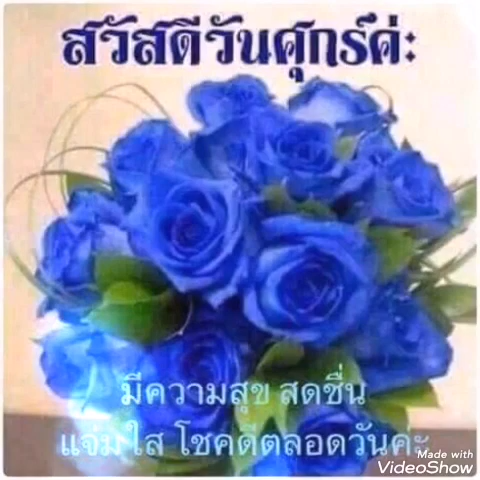 สวัสดีวันศุกร์ค่ะ
มีความสุข สดชื่น
แจ่มใส โชคดีตลอดวันค่ะ
Made with
VideoShow